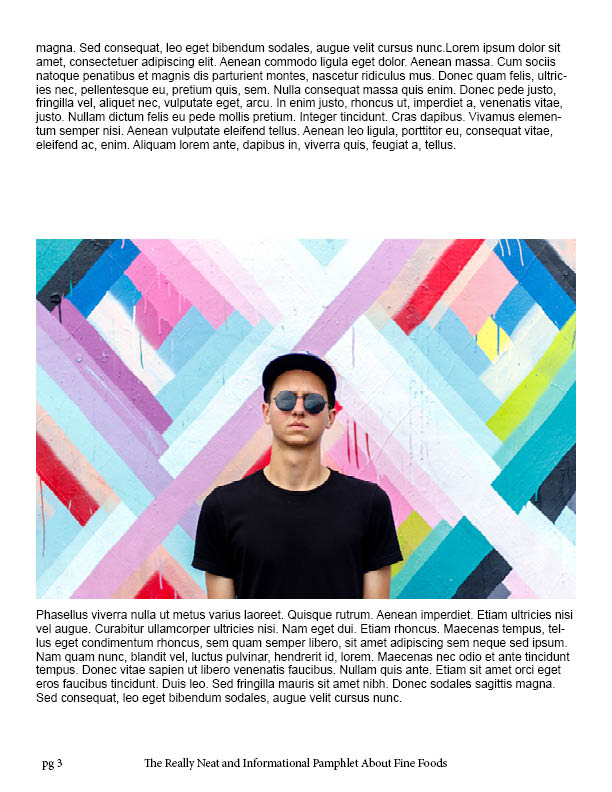 magna. Sed consequat, leo eget bibendum sodales, augue velit cursus nunc.Lorem ipsum dolor sit
amet, consectetuer adipiscing elit. Aenean commodo ligula eget dolor. Aenean massa. Cum sociis
natoque penatibus et magnis dis parturient montes, nascetur ridiculus mus. Donec quam felis, ultric-
ies nec, pellentesque eu, pretium quis, sem. Nulla consequat massa quis enim. Donec pede justo,
fringilla vel, aliquet nec, vulputate eget, arcu. In enim justo, rhoncus ut, imperdiet a, venenatis vitae,
justo. Nullam dictum felis eu pede mollis pretium. Integer tincidunt. Cras dapibus. Vivamus elemen-
tum semper nisi. Aenean vulputate eleifend tellus. Aenean leo ligula, porttitor eu, consequat vitae,
eleifend ac, enim. Aliquam lorem ante, dapibus in, viverra quis, feugiat a, tellus.
Phasellus viverra nulla ut metus varius laoreet. Quisque rutrum. Aenean imperdiet. Etiam ultricies nisi
vel augue. Curabitur ullamcorper ultricies nisi. Nam eget dui. Etiam rhoncus. Maecenas tempus, tel-
lus eget condimentum rhoncus, sem quam semper libero, sit amet adipiscing sem neque sed ipsum.
Nam quam nunc, blandit vel, luctus pulvinar, hendrerit id, lorem. Maecenas nec odio et ante tincidunt
tempus. Donec vitae sapien ut libero venenatis faucibus. Nullam quis ante. Etiam sit amet orci eget
eros faucibus tincidunt. Duis leo. Sed fringilla mauris sit amet nibh. Donec sodales sagittis magna.
Sed consequat, leo eget bibendum sodales, augue velit cursus nunc.
pg 3 The Really Neat and Informational Pamphlet About Fine Foods